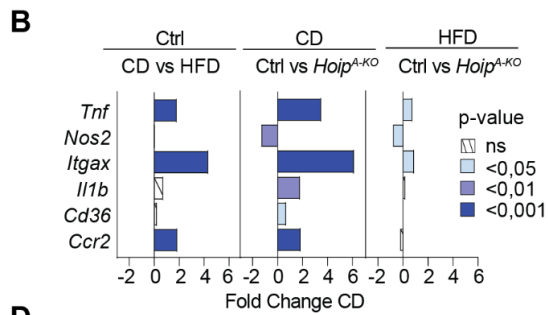 B
Ctrl CD HFD
CD vs HFD Ctrl vs Hoip^A-KO Ctrl vs Hoip^A-KO
Tnf
Nos2
Itgax
Il1b
Cd36
Ccr2
p-value
ns
<0,05
<0,01
<0,001
-2 0 2 4 6 -2 0 2 4 6 -2 0 2 4 6
Fold Change CD